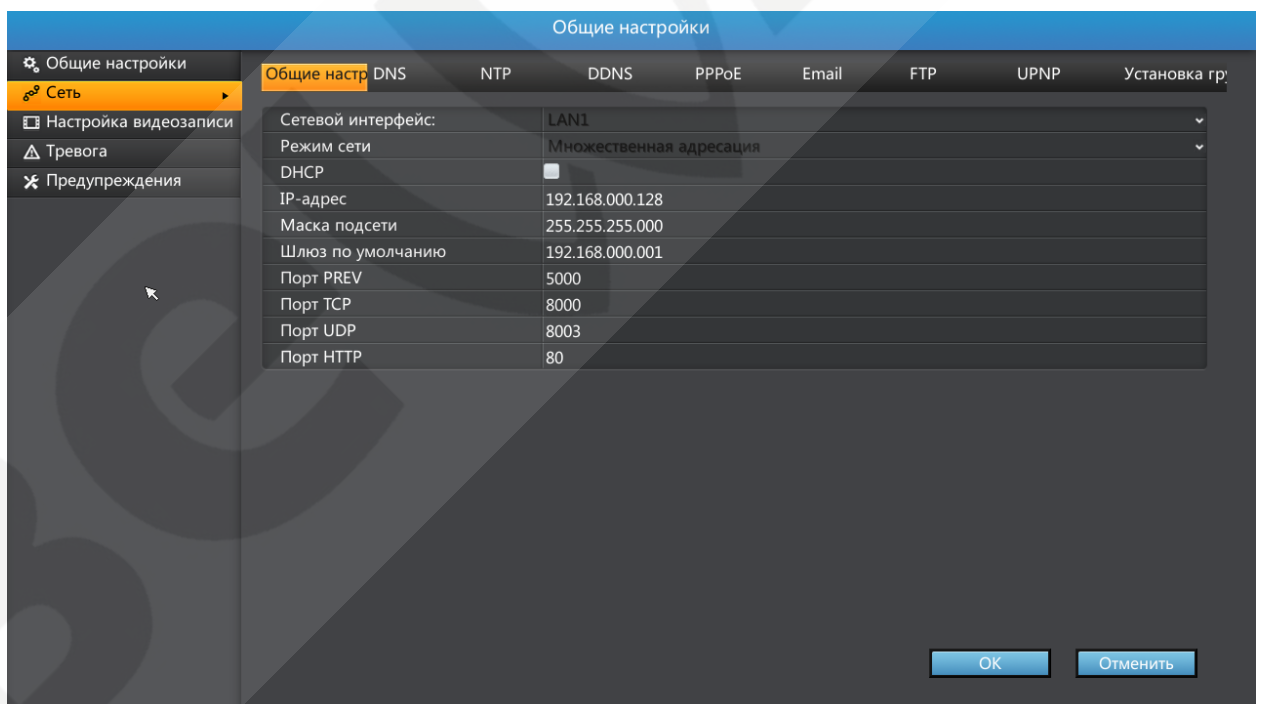 Общие настройки
Общие настройки
Сеть
Настройка видеозаписи
Тревога
Предупреждения
Общие настр DNS NTP DDNS PPPoE Email FTP UPNP Установка гр
Сетевой интерфейс: LAN1
Режим сети Множественная адресация
DHCP
IP-адрес 192.168.000.128
Маска подсети 255.255.255.000
Шлюз по умолчанию 192.168.000.001
Порт PREV 5000
Порт TCP 8000
Порт UDP 8003
Порт HTTP 80
OK Отменить